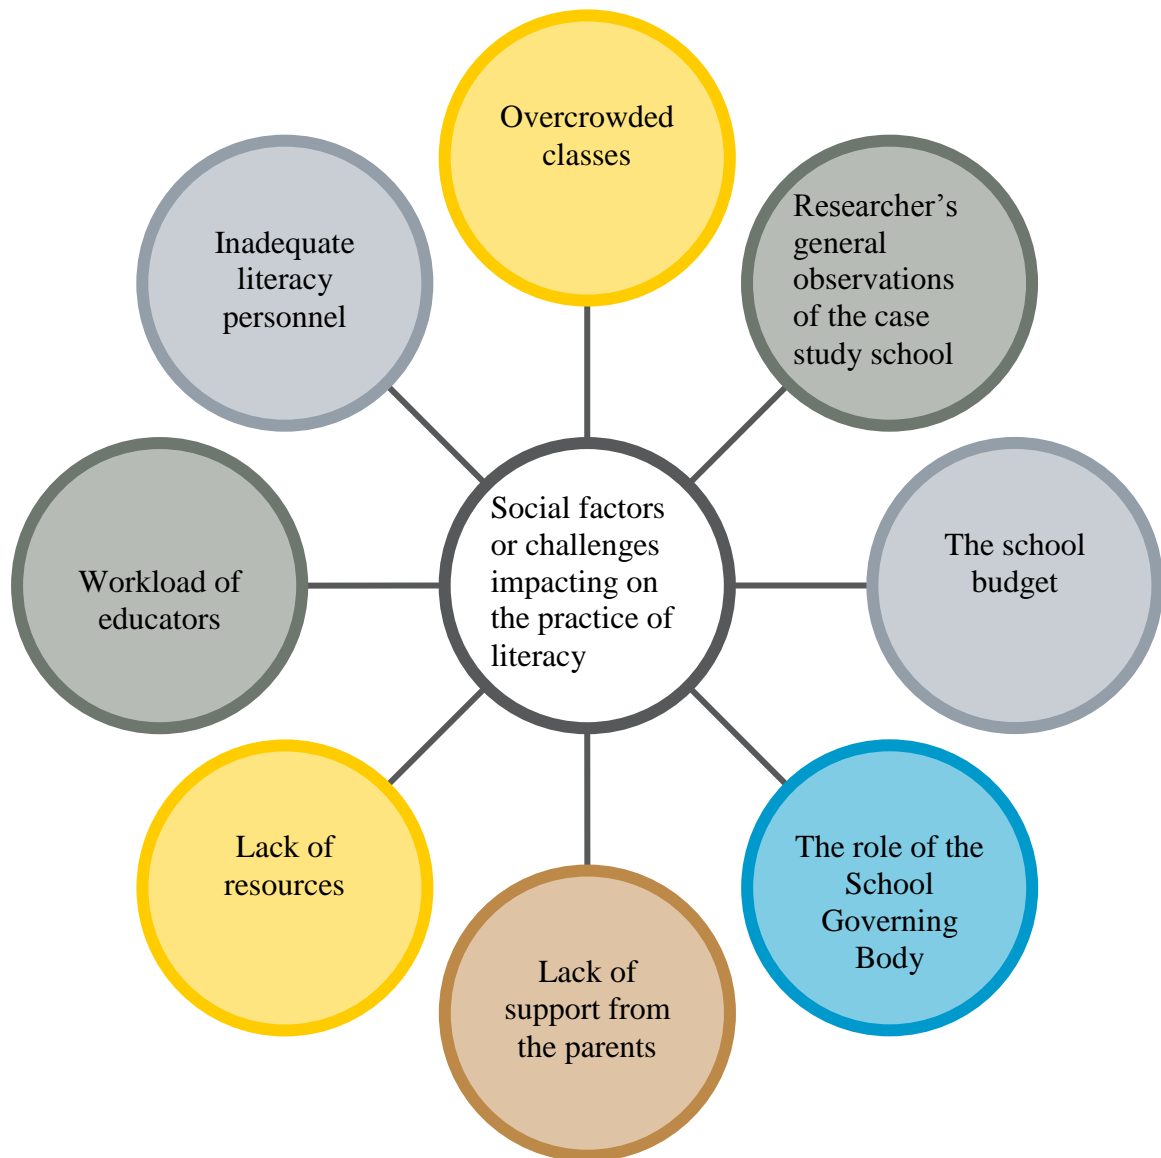 Overcrowded
classes
Researcher’s
general
observations
of the case
study school
The school
budget
The role of the
School
Governing
Body
Lack of
support from
the parents
Lack of
resources
Workload of
educators
Inadequate
literacy
personnel
Social factors
or challenges
impacting on
the practice of
literacy